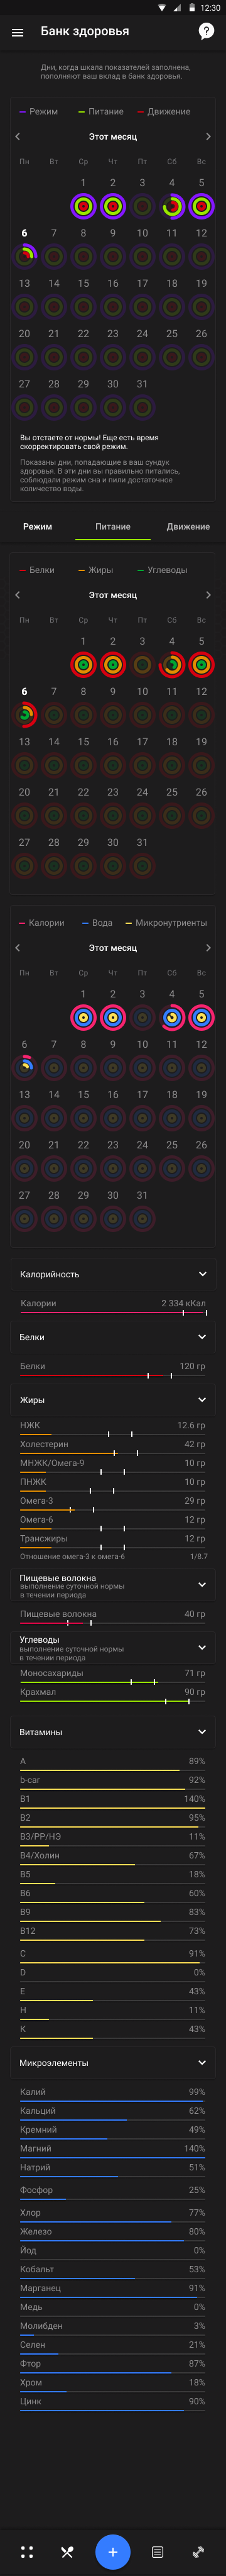 12:30
Банк здоровья
Дни, когда шкала показателей заполнена,
пополняют ваш вклад в банк здоровья.
Режим Питание Движение
Этот месяц
Пн Вт Ср Чт Пт Сб Вс
1 2 3 4 5
6 7 8 9 10 11 12
13 14 15 16 17 18 19
20 21 22 23 24 25 26
27 28 29 30 31
Вы отстаете от нормы! Еще есть время
скорректировать свой режим.
Показаны дни, попадающие в ваш сундук
здоровья. В эти дни вы правильно питались,
соблюдали режим сна и пили достаточное
количество воды.
Режим Питание Движение
Белки Жиры Углеводы
Этот месяц
Пн Вт Ср Чт Пт Сб Вс
1 2 3 4 5
6 7 8 9 10 11 12
13 14 15 16 17 18 19
20 21 22 23 24 25 26
27 28 29 30 31
Калории Вода Микронутриенты
Этот месяц
Пн Вт Ср Чт Пт Сб Вс
1 2 3 4 5
6 7 8 9 10 11 12
13 14 15 16 17 18 19
20 21 22 23 24 25 26
27 28 29 30 31
Калорийность
Калории 2 334 кКал
Белки
Белки 120 гр
Жиры
НЖК 12.6 гр
Холестерин 42 гр
МНЖК/Омега-9 10 гр
ПНЖК 10 гр
Омега-3 29 гр
Омега-6 12 гр
Трансжиры 12 гр
Отношение омега-3 к омега-6 1/8.7
Пищевые волокна
выполнение суточной нормы
в течении периода
Пищевые волокна 40 гр
Углеводы
выполнение суточной нормы
в течении периода
Моносахариды 71 гр
Крахмал 90 гр
Витамины
A 89%
b-car 92%
B1 140%
B2 95%
B3/PP/НЭ 11%
B4/Холин 67%
B5 18%
B6 60%
B9 83%
B12 73%
C 91%
D 0%
E 43%
H 11%
K 43%
Микроэлементы
Калий 99%
Кальций 62%
Кремний 49%
Магний 140%
Натрий 51%
Фосфор 25%
Хлор 77%
Железо 80%
Йод 0%
Кобальт 53%
Марганец 91%
Медь 0%
Молибден 3%
Селен 21%
Фтор 87%
Хром 18%
Цинк 90%